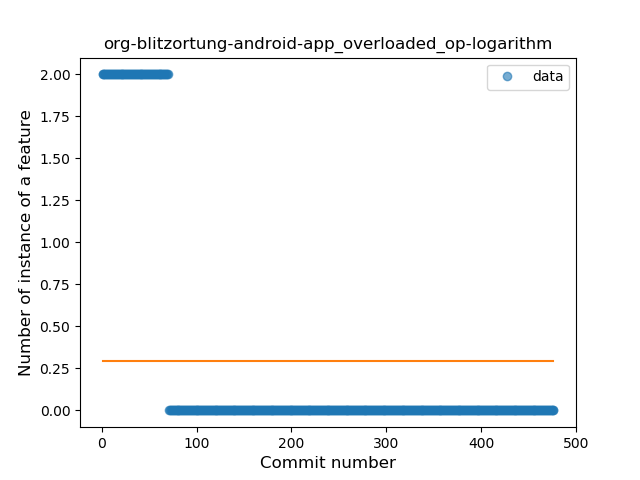 org-blitzortung-android-app_overloaded_op-logarithm
data
Number of instance of a feature
2.00
1.75
1.50
1.25
1.00
0.75
0.50
0.25
0.00
0 100 200 300 400 500
Commit number